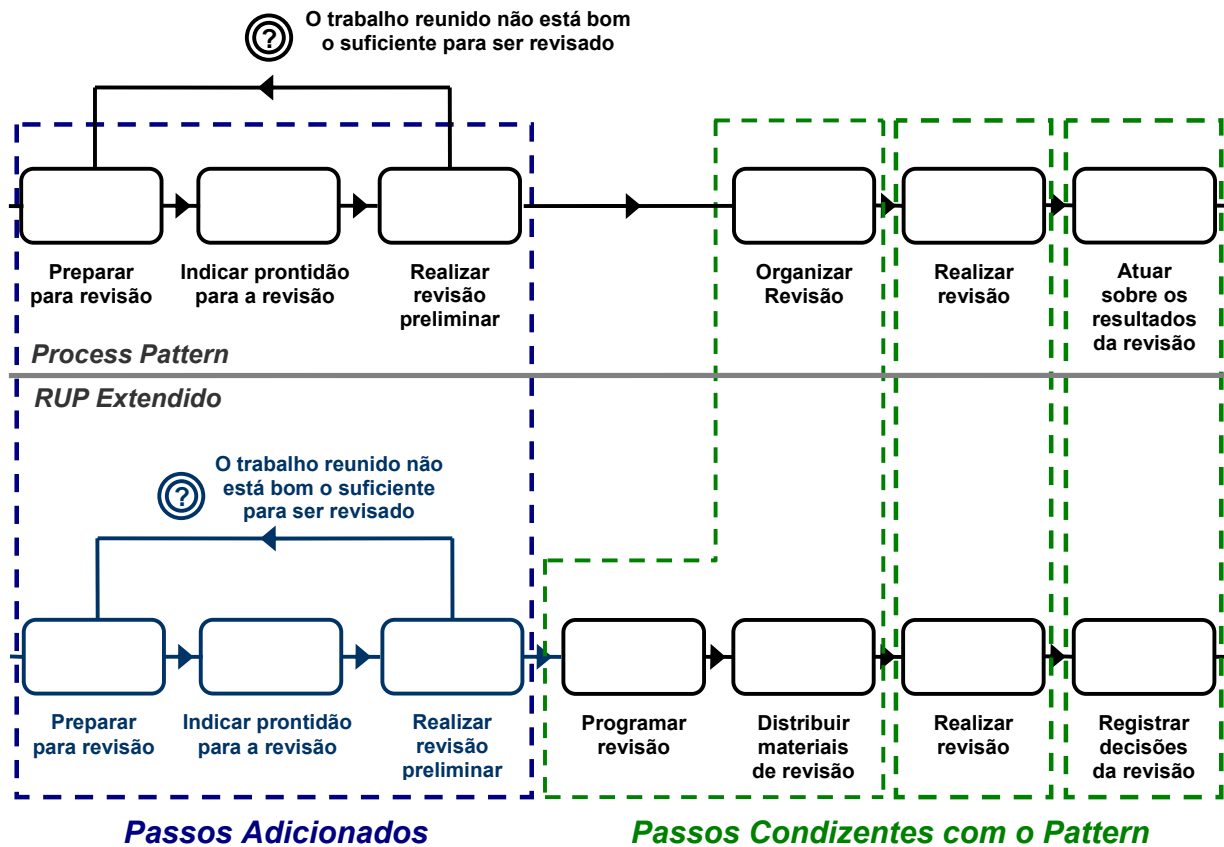 ?
O trabalho reunido não está bom
o suficiente para ser revisado
Preparar
para revisão
Indicar prontidão
para a revisão
Realizar
revisão
preliminar
Organizar
Revisão
Realizar
revisão
Atuar
sobre os
resultados
da revisão
Process Pattern
RUP Extendido
?
O trabalho reunido não
está bom o suficiente
para ser revisado
Preparar
para revisão
Indicar prontidão
para a revisão
Realizar
revisão
preliminar
Programar
revisão
Distribuir
materiais
de revisão
Realizar
revisão
Registrar
decisões
da revisão
Passos Adicionados
Passos Condizentes com o Pattern